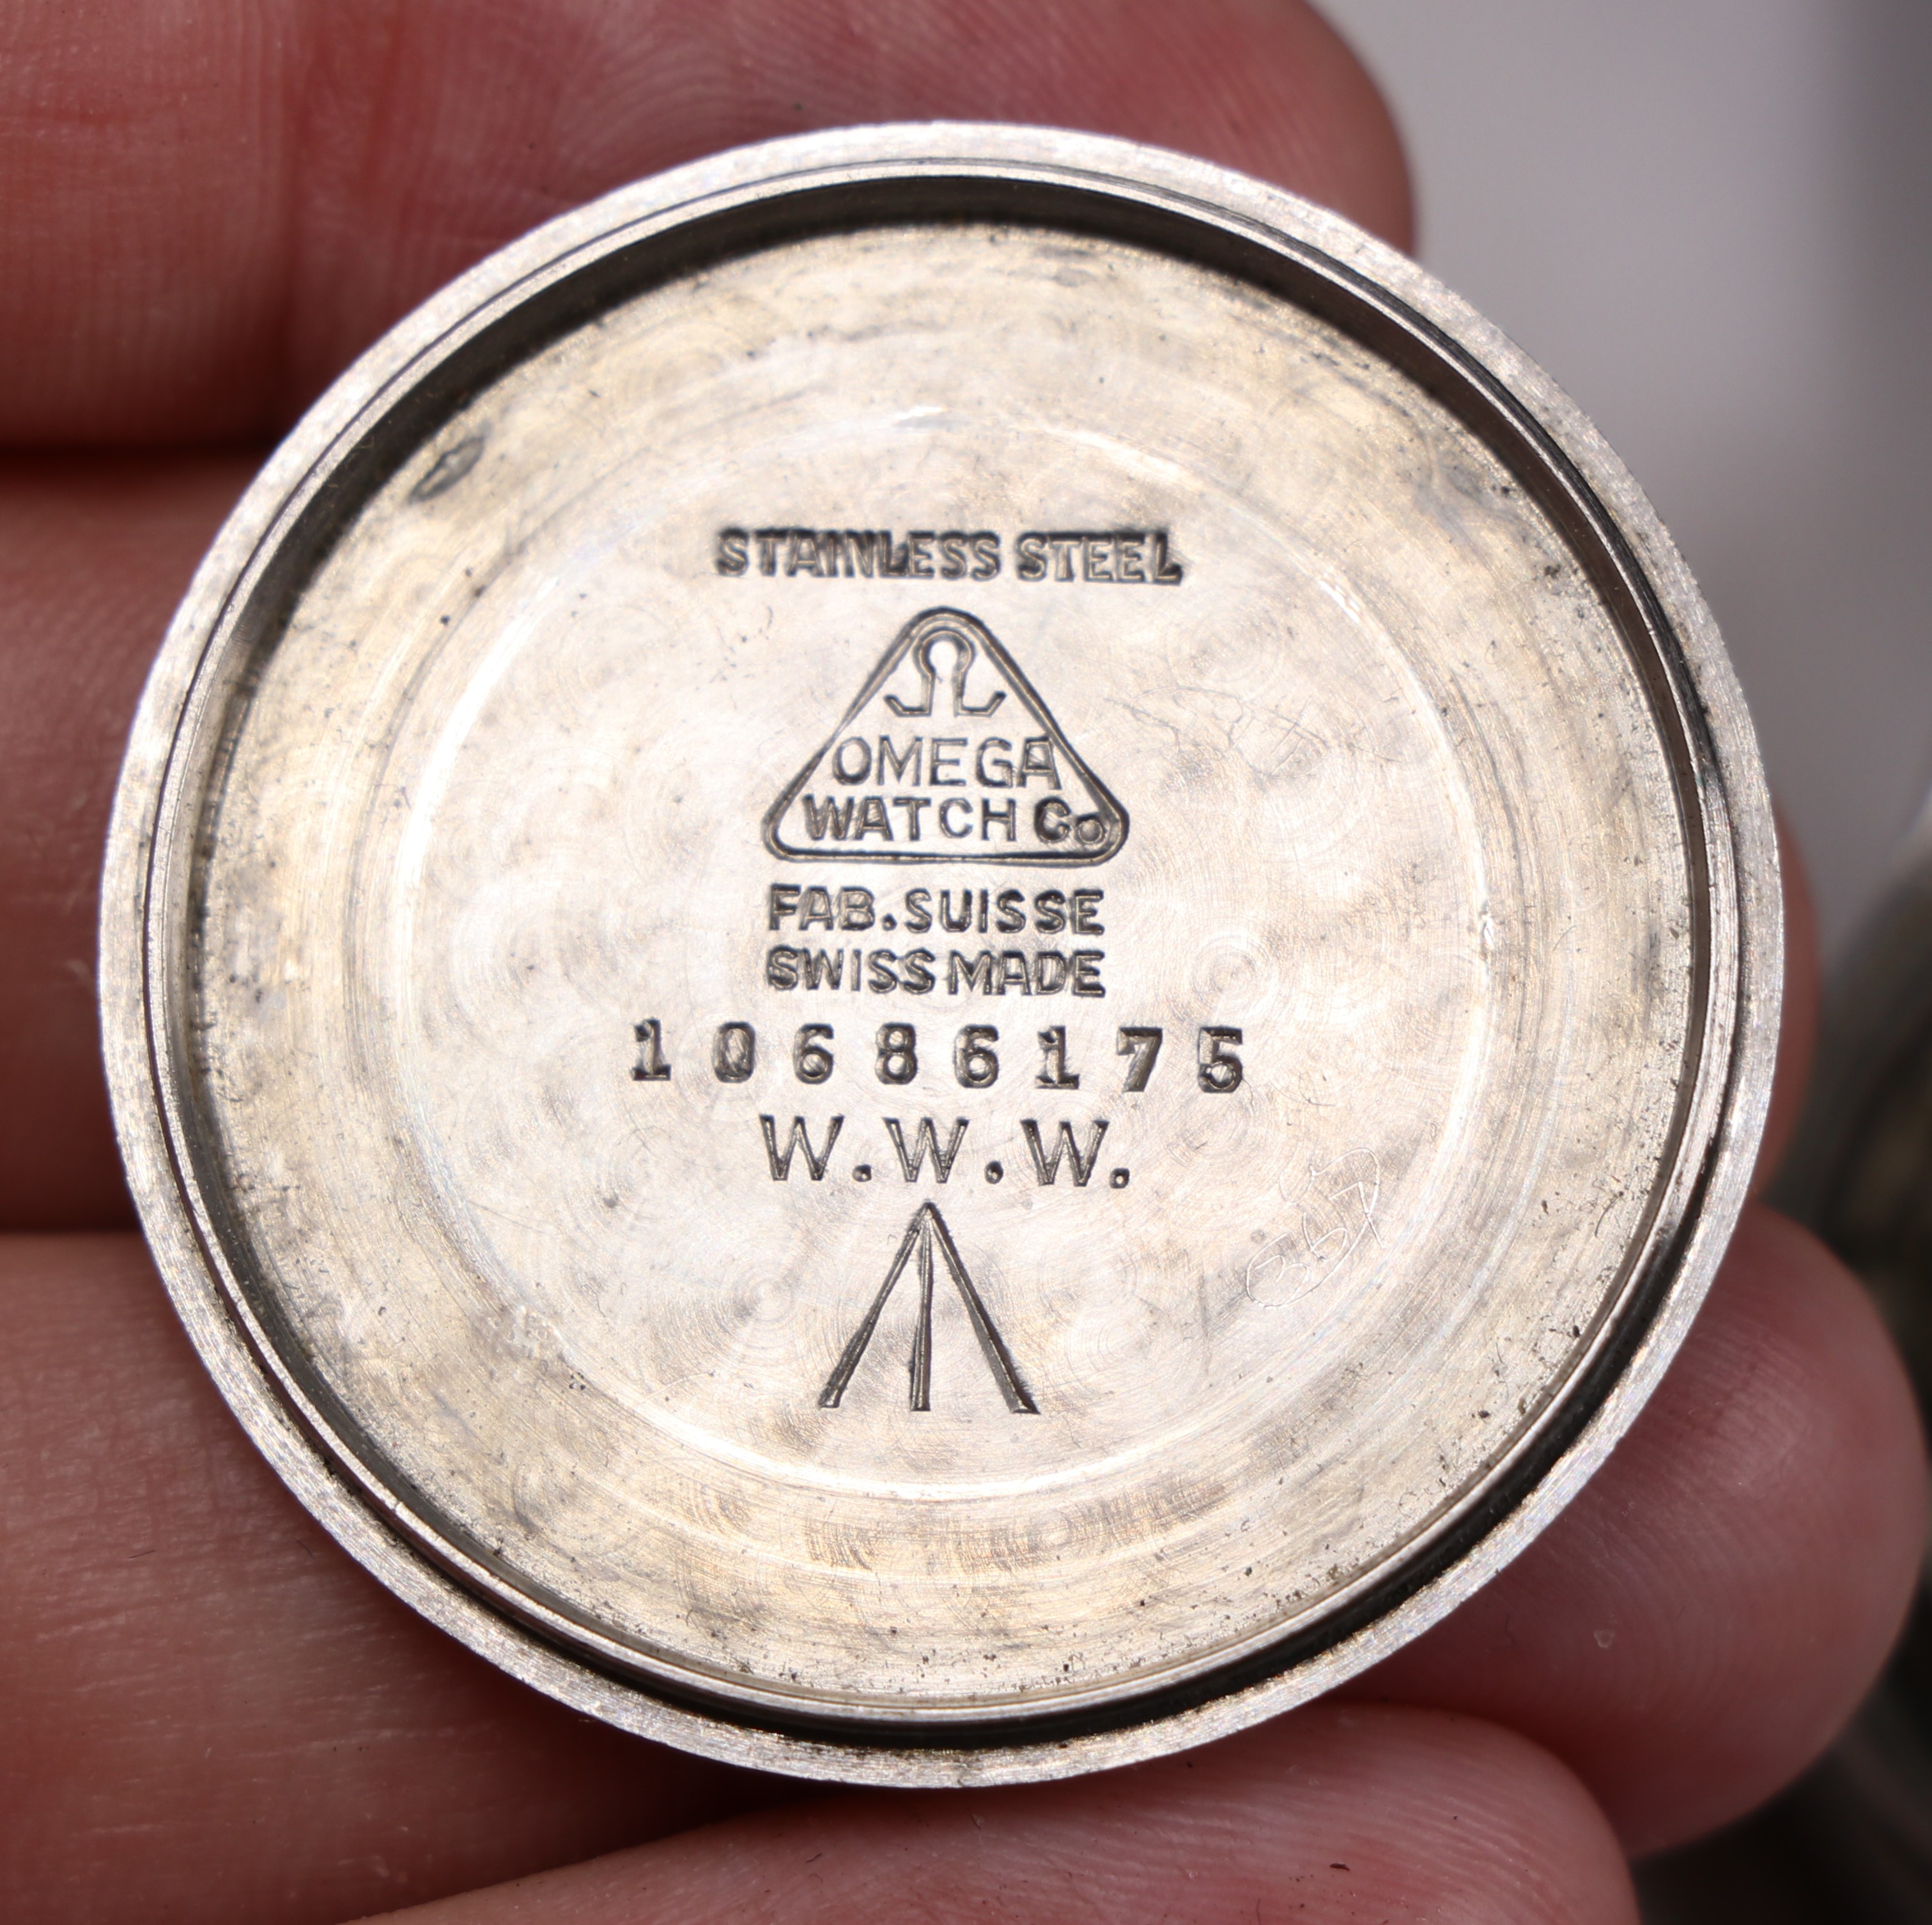 STAINLESS STEEL
Ω
OMEGA
WATCH Co
FAB. SUISSE
SWISS MADE
10686175
W.W.W.